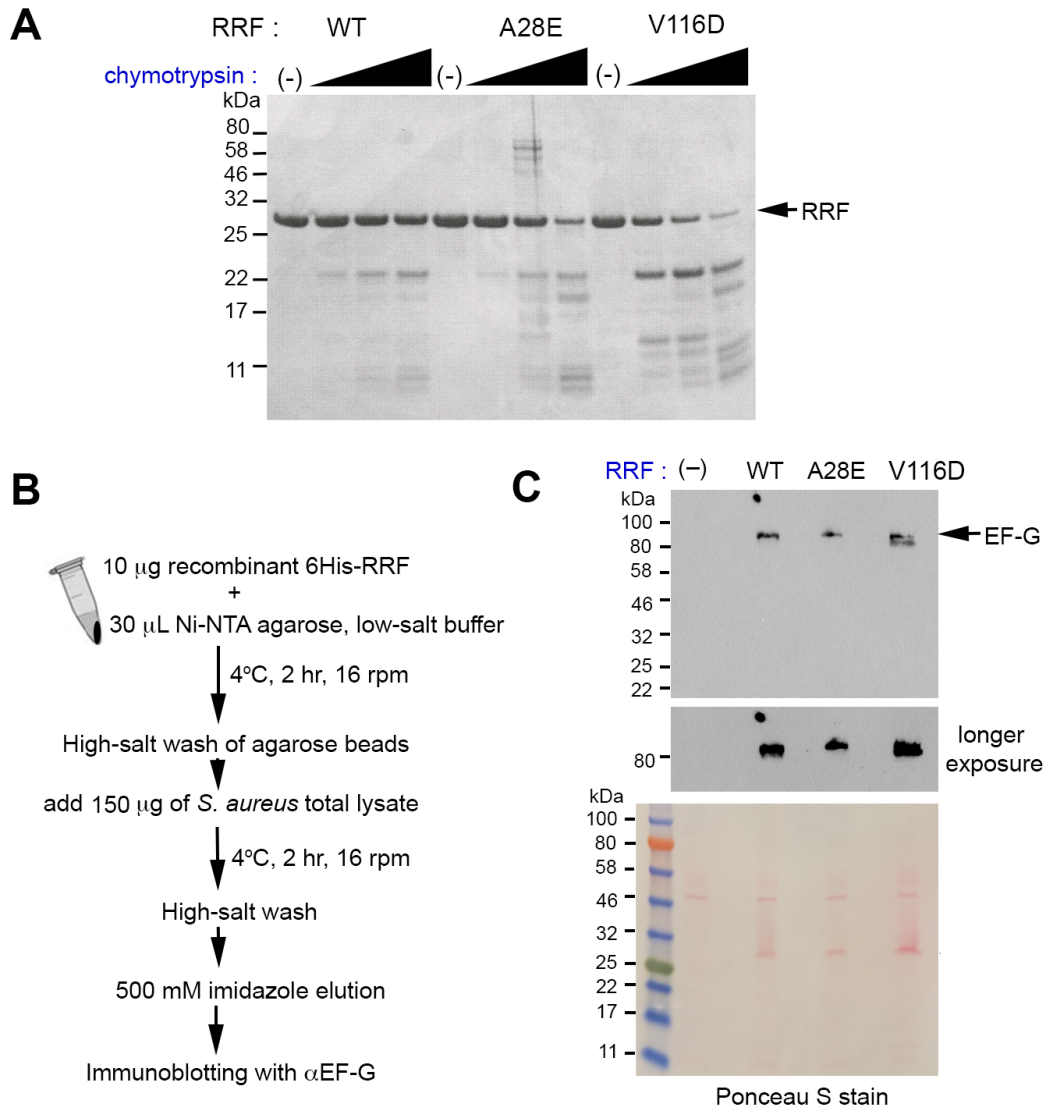 A
RRF : WT A28E V116D
chymotrypsin : (-) (-) (-)
kDa
80
58
46
32
25
22
17
11
RRF
B
10 μg recombinant 6His-RRF
+
30 μL Ni-NTA agarose, low-salt buffer
4°C, 2 hr, 16 rpm
High-salt wash of agarose beads
add 150 μg of S. aureus total lysate
4°C, 2 hr, 16 rpm
High-salt wash
500 mM imidazole elution
Immunoblotting with αEF-G
C
RRF : (–) WT A28E V116D
kDa
100
80
58
46
32
25
22
EF-G
80
longer
exposure
kDa
100
80
58
46
32
25
22
17
11
Ponceau S stain